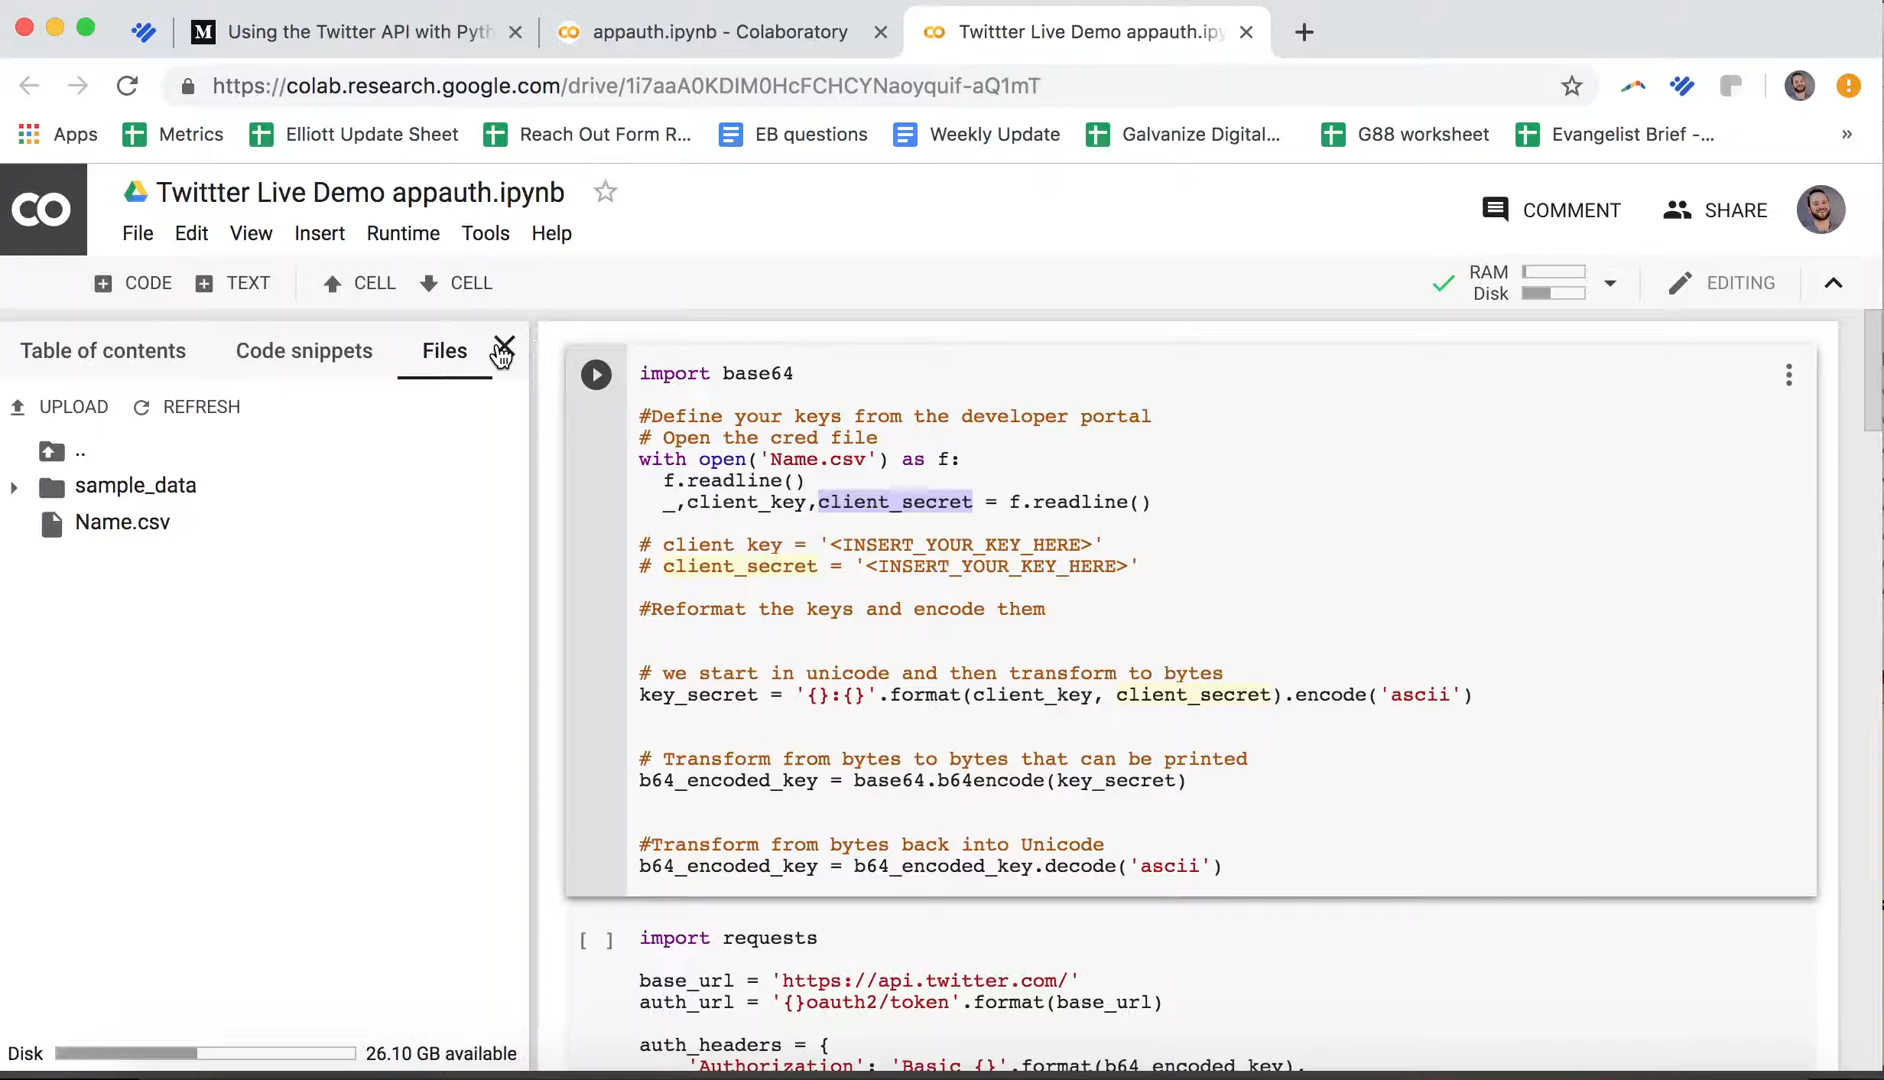 Using the Twitter API with Pyth
appauth.ipynb - Colaboratory
Twittter Live Demo appauth.ipy
https://colab.research.google.com/drive/1i7aaA0KDIM0HcFCHCYNaoyquif-aQ1mT
Apps
Metrics
Elliott Update Sheet
Reach Out Form R...
EB questions
Weekly Update
Galvanize Digital...
G88 worksheet
Evangelist Brief -...
»
CO
Twittter Live Demo appauth.ipynb
COMMENT
SHARE
File Edit View Insert Runtime Tools Help
CODE TEXT CELL CELL
RAM
Disk
EDITING
Table of contents Code snippets Files
UPLOAD REFRESH
..
sample_data
Name.csv
Disk 26.10 GB available
import base64
#Define your keys from the developer portal
# Open the cred file
with open('Name.csv') as f:
f.readline()
_,client_key,client_secret = f.readline()
# client key = '<INSERT_YOUR_KEY_HERE>'
# client_secret = '<INSERT_YOUR_KEY_HERE>'
#Reformat the keys and encode them
# we start in unicode and then transform to bytes
key_secret = '{}:{}'.format(client_key, client_secret).encode('ascii')
# Transform from bytes to bytes that can be printed
b64_encoded_key = base64.b64encode(key_secret)
#Transform from bytes back into Unicode
b64_encoded_key = b64_encoded_key.decode('ascii')
[ ] import requests
base_url = 'https://api.twitter.com/'
auth_url = '{}oauth2/token'.format(base_url)
auth_headers = {
'Authorization': 'Basic {}'.format(b64_encoded_key),